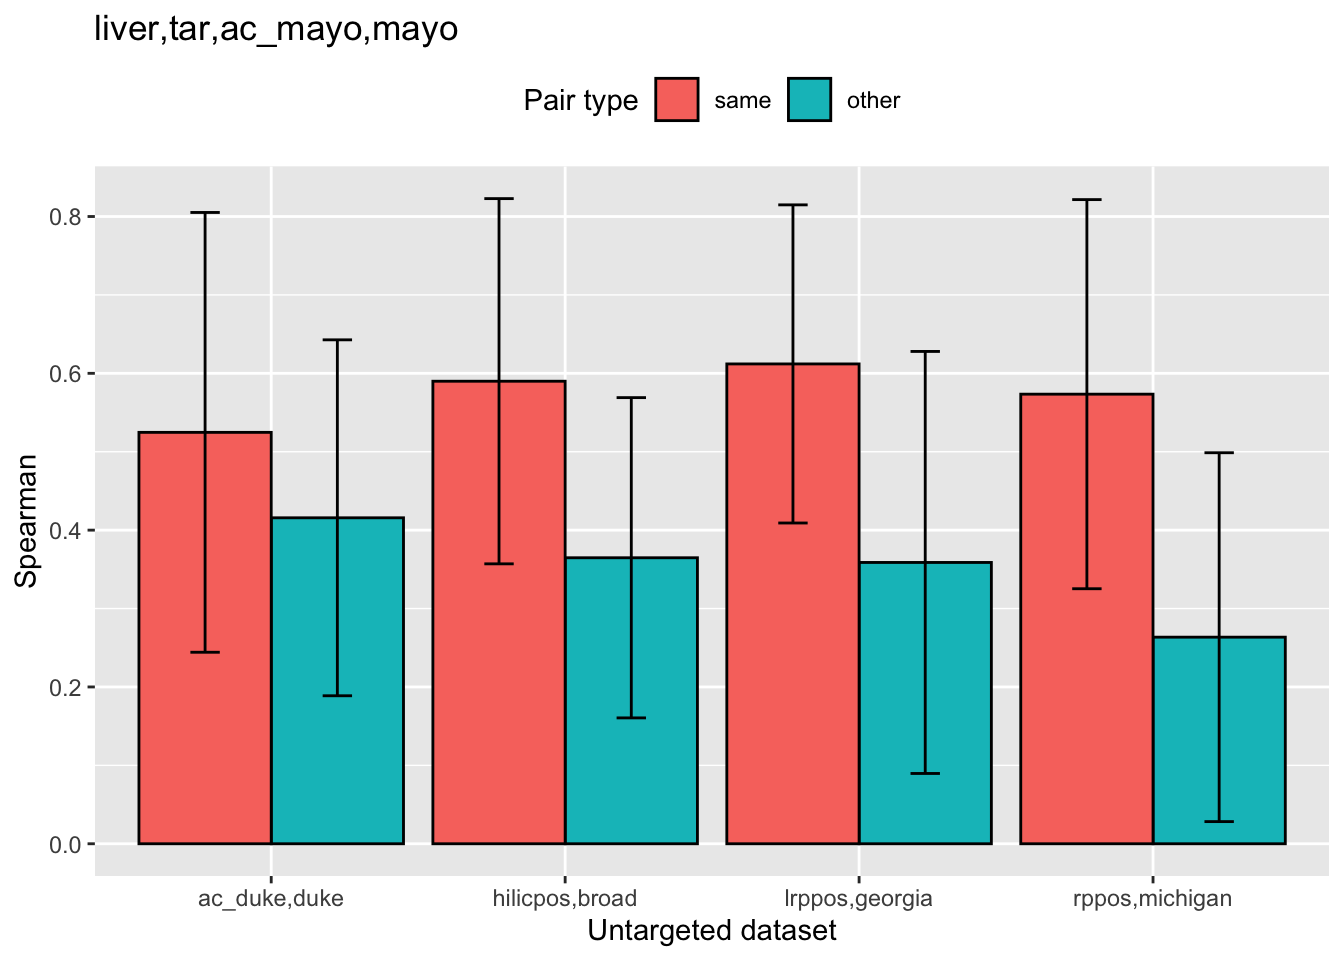 liver,tar,ac_mayo,mayo
Pair type same other
0.8
0.6
0.4
0.2
0.0
Spearman
ac_duke,duke hilicpos,broad lrppos,georgia rppos,michigan
Untargeted dataset